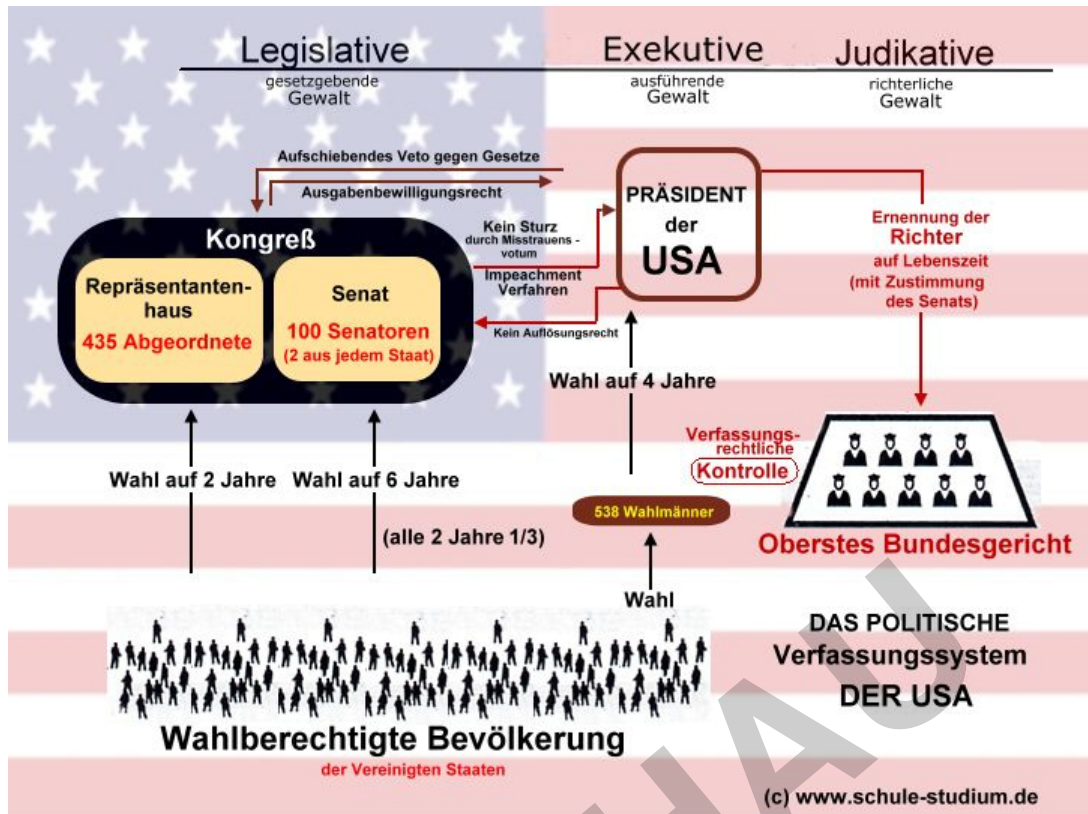 Legislative
gesetzgebende
Gewalt
Exekutive
ausführende
Gewalt
Judikative
richterliche
Gewalt
Aufschiebendes Veto gegen Gesetze
Ausgabenbewilligungsrecht
Kongreß
Repräsentanten-
haus
435 Abgeordnete
Senat
100 Senatoren
(2 aus jedem Staat)
Kein Sturz
durch Misstrauens -
votum
Impeachment
Verfahren
Kein Auflösungsrecht
PRÄSIDENT
der
USA
Ernennung der
Richter
auf Lebenszeit
(mit Zustimmung
des Senats)
Wahl auf 2 Jahre
Wahl auf 6 Jahre
(alle 2 Jahre 1/3)
Wahl auf 4 Jahre
538 Wahlmänner
Wahl
Verfassungs-
rechtliche
Kontrolle
Oberstes Bundesgericht
Wahlberechtigte Bevölkerung
der Vereinigten Staaten
DAS POLITISCHE
Verfassungssystem
DER USA
(c) www.schule-studium.de
HAU